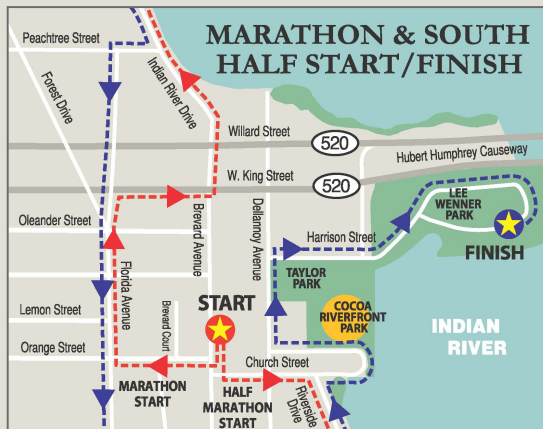 MARATHON & SOUTH
HALF START/FINISH
Peachtree Street
Forest Drive
Indian River Drive
Willard Street
520
Hubert Humphrey Causeway
W. King Street
520
LEE
WENNER
PARK
Oleander Street
Brevard Avenue
Dellannoy Avenue
Harrison Street
FINISH
Florida Avenue
TAYLOR
PARK
START
COCOA
RIVERFRONT
PARK
INDIAN
RIVER
Lemon Street
Brevard Court
Orange Street
Church Street
MARATHON
START
HALF
MARATHON
START
Riverside
Drive